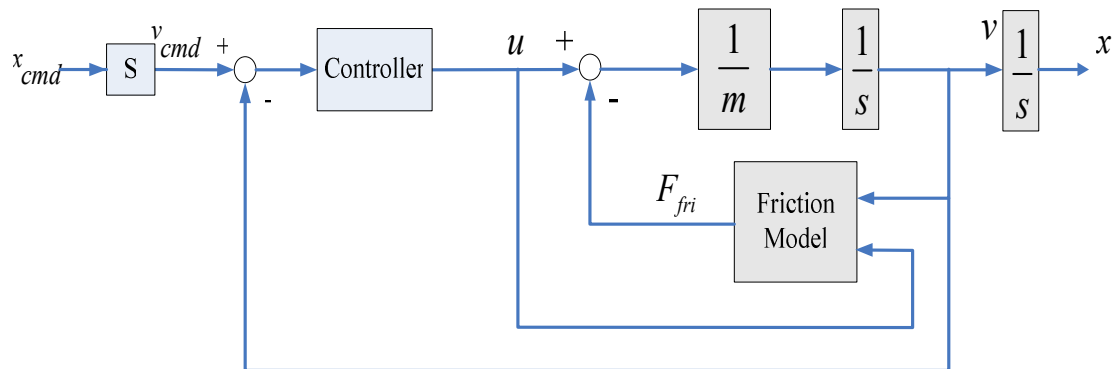 x_cmd
S
v_cmd
+
-
Controller
u
+
-
1
m
1
s
v
1
s
x
F_fri
Friction
Model